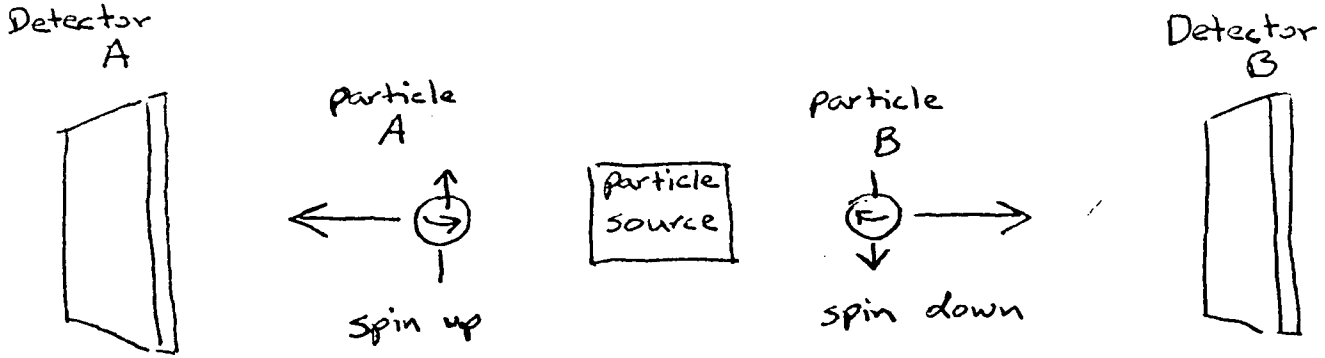 Detector
A
particle
A
spin up
particle
source
particle
B
spin down
Detector
B